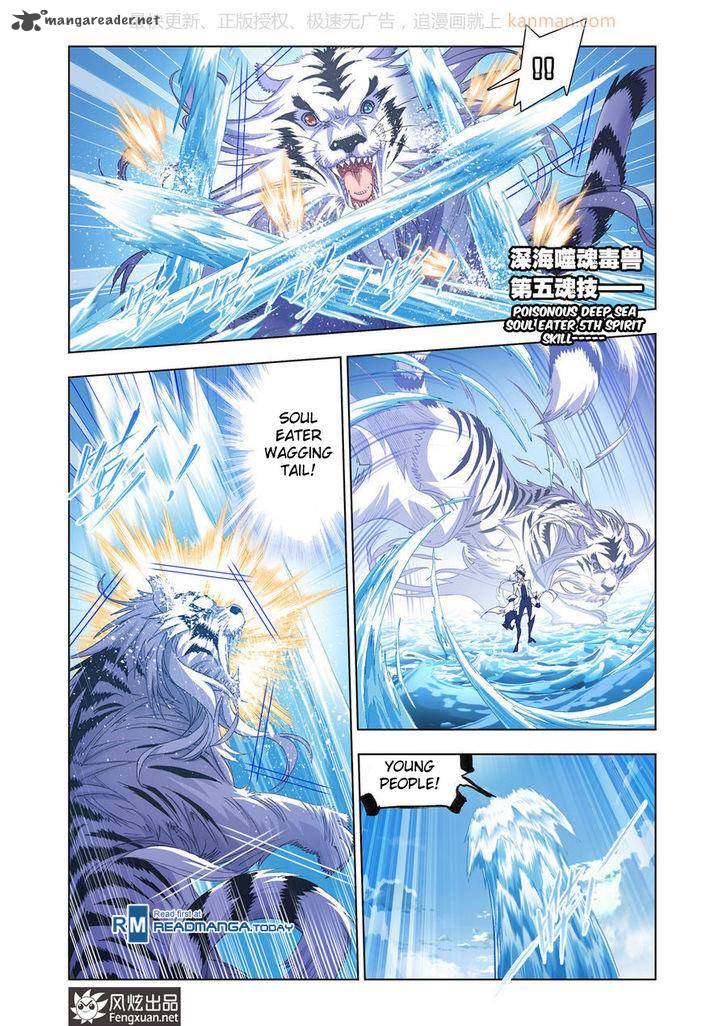 mangareader.net
最快更新、正版授权、极速无广告，追漫画就上 kanman.com
!!
深海噬魂毒兽
第五魂技——
POISONOUS DEEP SEA
SOUL EATER 5TH SPIRIT
SKILL-----
SOUL
EATER
WAGGING
TAIL!
YOUNG
PEOPLE!
RM
Read first at
READMANGA.TODAY
风炫出品
Fengxuan.net